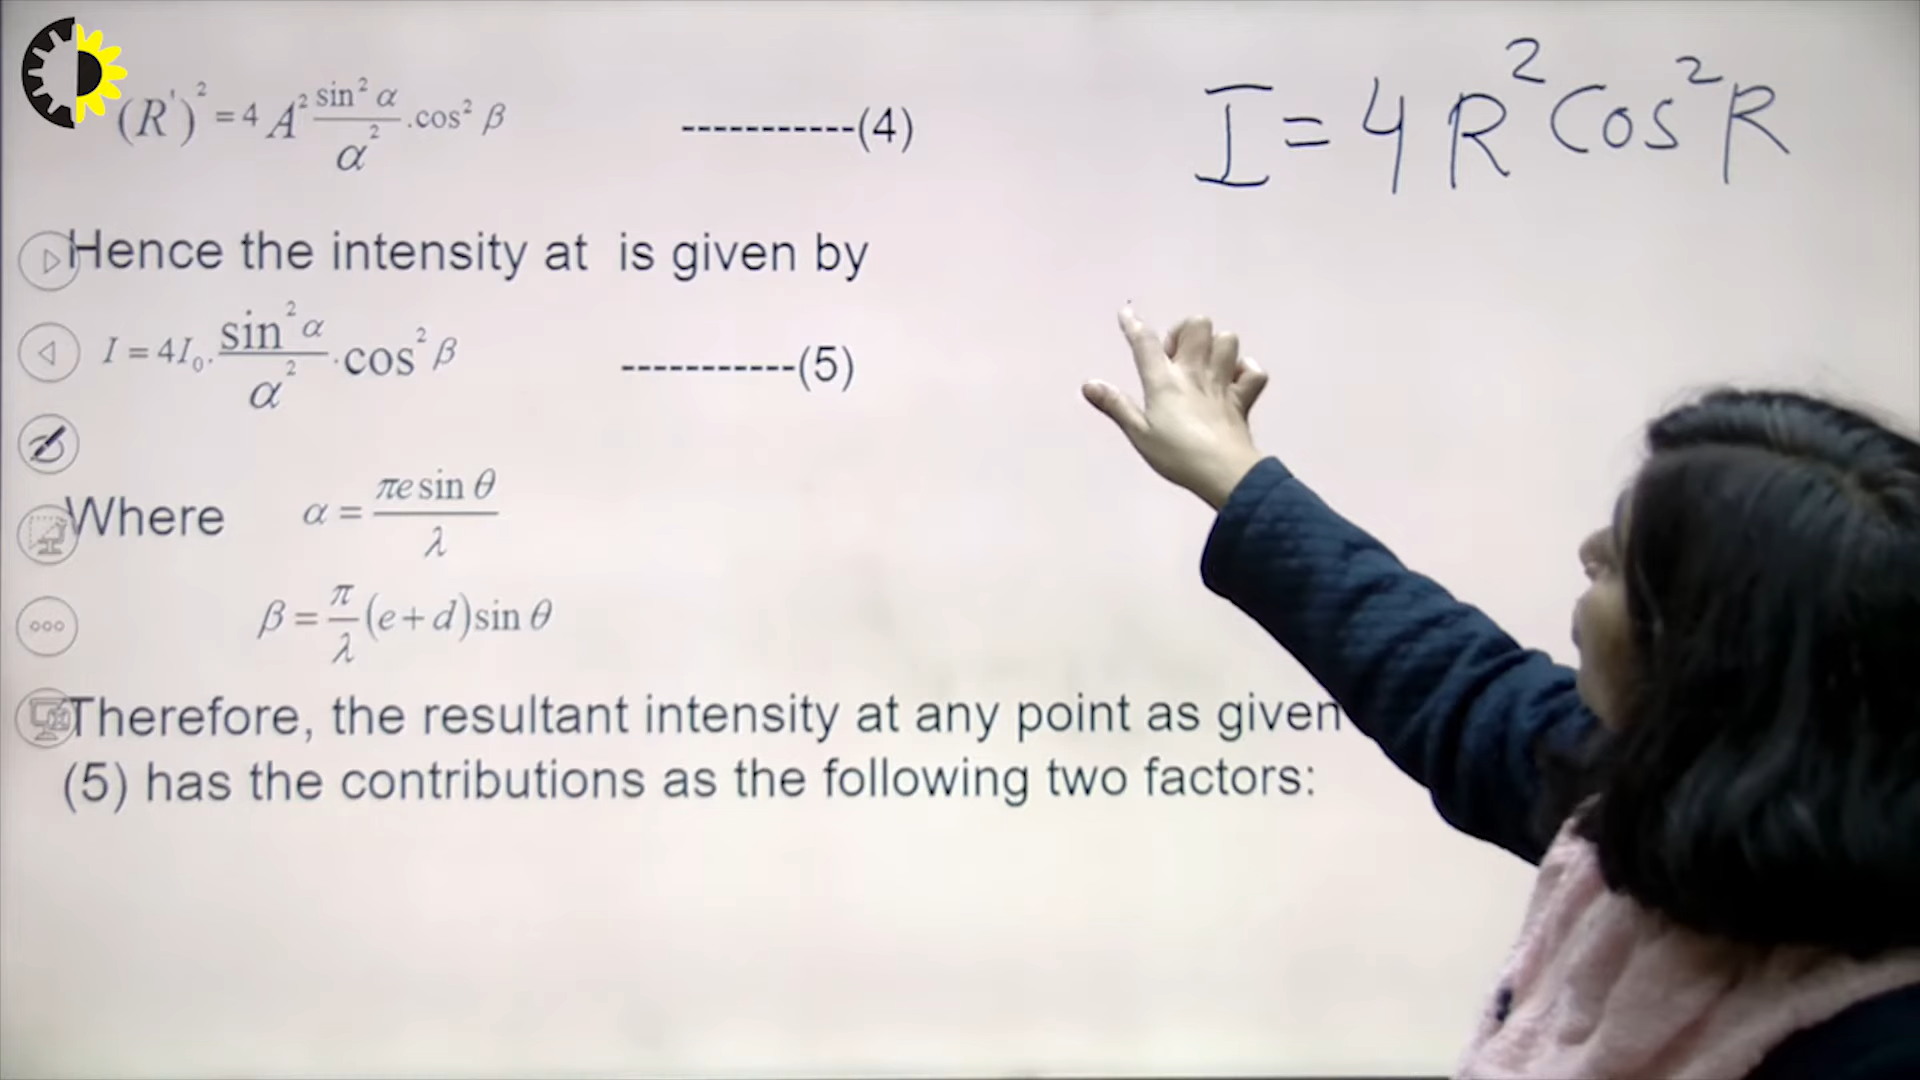 (R')² = 4 A² sin² α / α² .cos² β -----------(4)
I = 4 R² Cos² R
Hence the intensity at is given by
I = 4I₀. sin² α / α² .cos² β -----------(5)
Where α = πe sin θ / λ
β = π / λ (e + d) sin θ
Therefore, the resultant intensity at any point as given
(5) has the contributions as the following two factors: